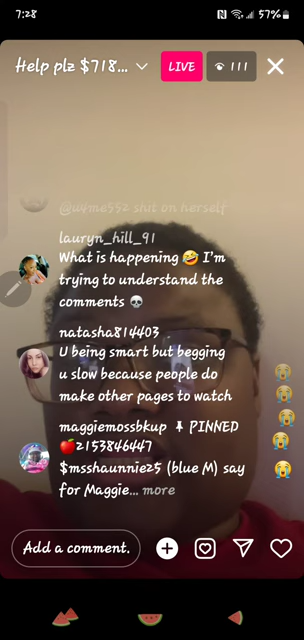 7:28
57%
Help plz $718...
LIVE
111
@u4me552 shit on herself
lauryn_hill_91
What is happening 🤣 I'm
trying to understand the
comments 💀
natasha814403
U being smart but begging
u slow because people do
make other pages to watch
maggiemossbkup 📌 PINNED
🍎2153846447
$msshaunnie25 (blue M) say
for Maggie... more
Add a comment.